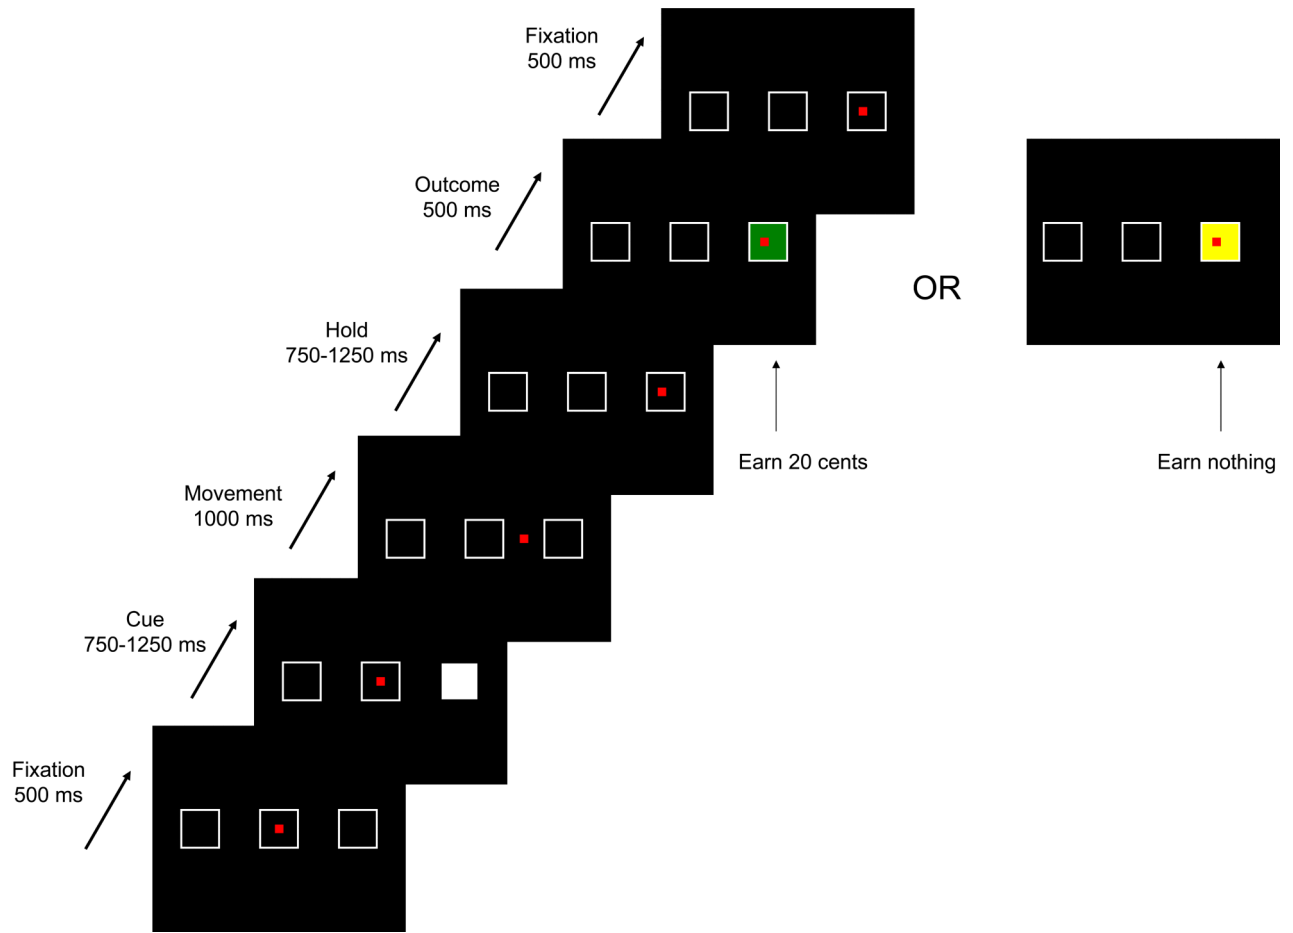 Fixation
500 ms
Outcome
500 ms
OR
Hold
750-1250 ms
Earn 20 cents
Earn nothing
Movement
1000 ms
Cue
750-1250 ms
Fixation
500 ms